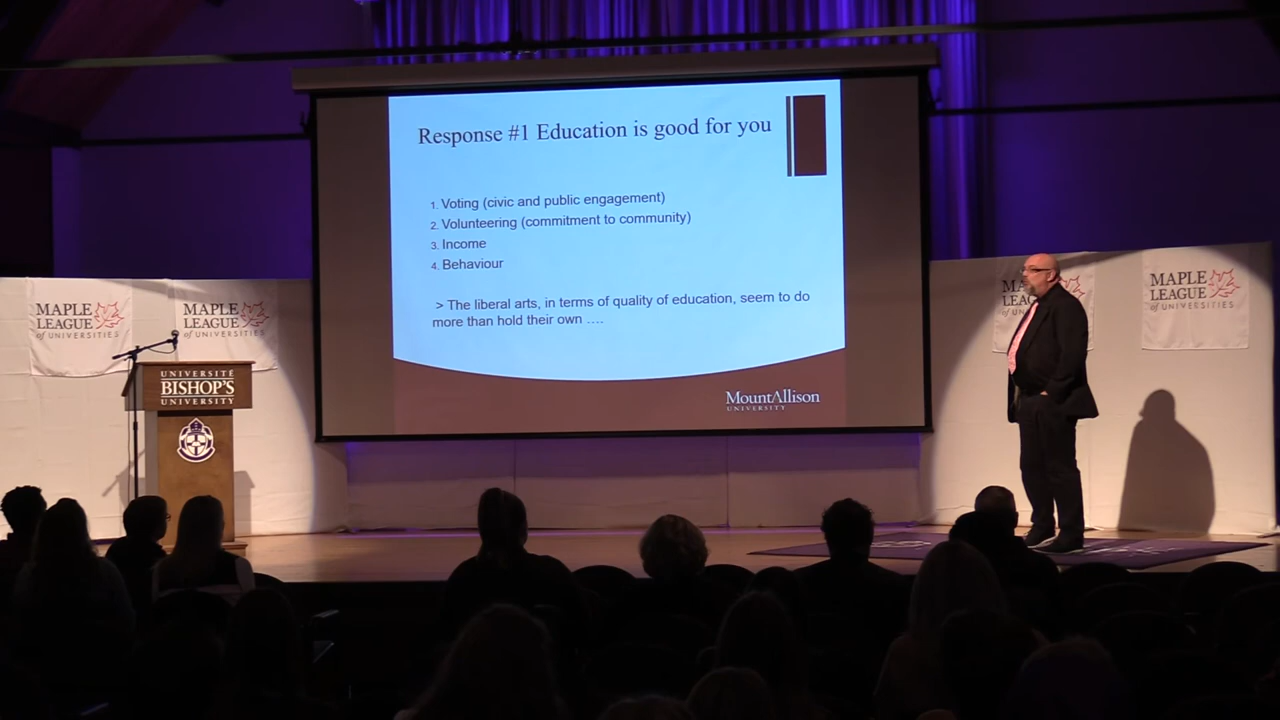 Response #1 Education is good for you
1. Voting (civic and public engagement)
2. Volunteering (commitment to community)
3. Income
4. Behaviour
> The liberal arts, in terms of quality of education, seem to do
more than hold their own ....
MountAllison
UNIVERSITY
MAPLE
LEAGUE
of UNIVERSITIES
MAPLE
LEAGUE
of UNIVERSITIES
UNIVERSITÉ
BISHOP'S
UNIVERSITY
MAPLE
LEAGUE
of UNIVERSITIES